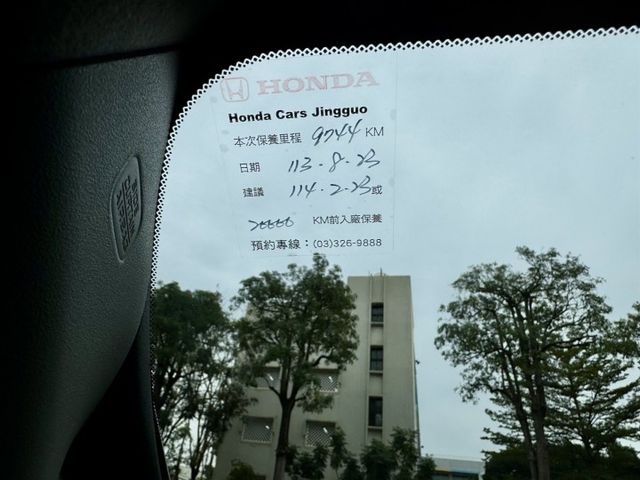 HONDA
Honda Cars Jingguo
本次保養里程 9744 KM
日期 113.8.23
建議 114.2.23或
20000 KM前入廠保養
預約專線：(03)326-9888